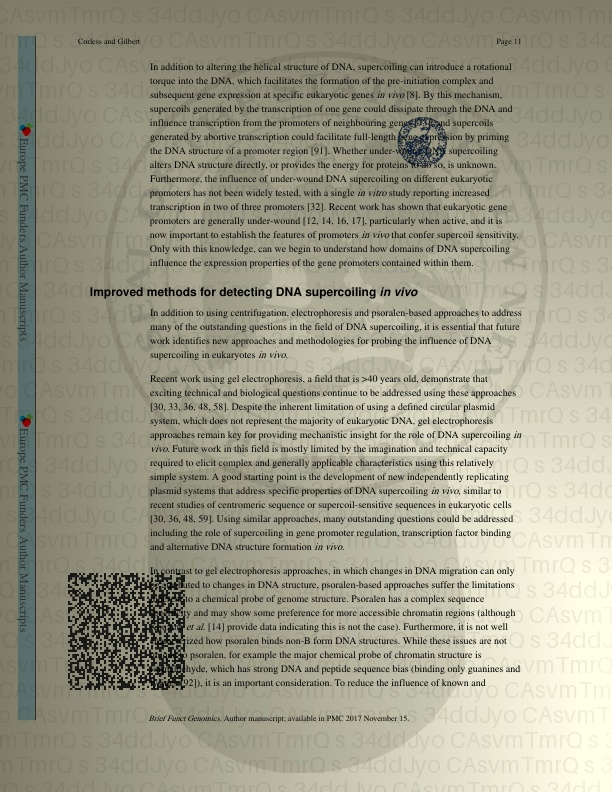 Corless and Gilbert
Page 11
In addition to altering the helical structure of DNA, supercoiling can introduce a rotational
torque into the DNA, which facilitates the formation of the pre-initiation complex and
subsequent gene expression at specific eukaryotic genes in vivo [8]. By this mechanism,
supercoils generated by the transcription of one gene could dissipate through the DNA and
influence transcription from the promoters of neighbouring and supercoils
generated by abortive transcription could facilitate full-length by priming
the DNA structure of a promoter region [91]. Whether DNA supercoiling
alters DNA structure directly, or provides the energy for proteins to do so, is unknown.
Furthermore, the influence of under-wound DNA supercoiling on different eukaryotic
promoters has not been widely tested, with a single in vitro study reporting increased
transcription in two of three promoters [32]. Recent work has shown that eukaryotic gene
promoters are generally under-wound [12, 14, 16, 17], particularly when active, and it is
now important to establish the features of promoters in vivo that confer supercoil sensitivity.
Only with this knowledge, can we begin to understand how domains of DNA supercoiling
influence the expression properties of the gene promoters contained within them.
Improved methods for detecting DNA supercoiling in vivo
In addition to using centrifugation, electrophoresis and psoralen-based approaches to address
many of the outstanding questions in the field of DNA supercoiling, it is essential that future
work identifies new approaches and methodologies for probing the influence of DNA
supercoiling in eukaryotes in vivo.
Recent work using gel electrophoresis, a field that is >40 years old, demonstrate that
exciting technical and biological questions continue to be addressed using these approaches
[30, 33, 36, 48, 58]. Despite the inherent limitation of using a defined circular plasmid
system, which does not represent the majority of eukaryotic DNA, gel electrophoresis
approaches remain key for providing mechanistic insight for the role of DNA supercoiling in
vivo. Future work in this field is mostly limited by the imagination and technical capacity
required to elicit complex and generally applicable characteristics using this relatively
simple system. A good starting point is the development of new independently replicating
plasmid systems that address specific properties of DNA supercoiling in vivo, similar to
recent studies of centromeric sequence or supercoil-sensitive sequences in eukaryotic cells
[30, 36, 48, 59]. Using similar approaches, many outstanding questions could be addressed
including the role of supercoiling in gene promoter regulation, transcription factor binding
and alternative DNA structure formation in vivo.
In contrast to gel electrophoresis approaches, in which changes in DNA migration can only
to changes in DNA structure, psoralen-based approaches suffer the limitations
to a chemical probe of genome structure. Psoralen has a complex sequence
and may show some preference for more accessible chromatin regions (although
et al. [14] provide data indicating this is not the case). Furthermore, it is not well
how psoralen binds non-B form DNA structures. While these issues are not
psoralen, for example the major chemical probe of chromatin structure is
which has strong DNA and peptide sequence bias (binding only guanines and
[92]), it is an important consideration. To reduce the influence of known and
Brief Funct Genomics. Author manuscript; available in PMC 2017 November 15.
Europe PMC Funders Author Manuscripts
Europe PMC Funders Author Manuscripts